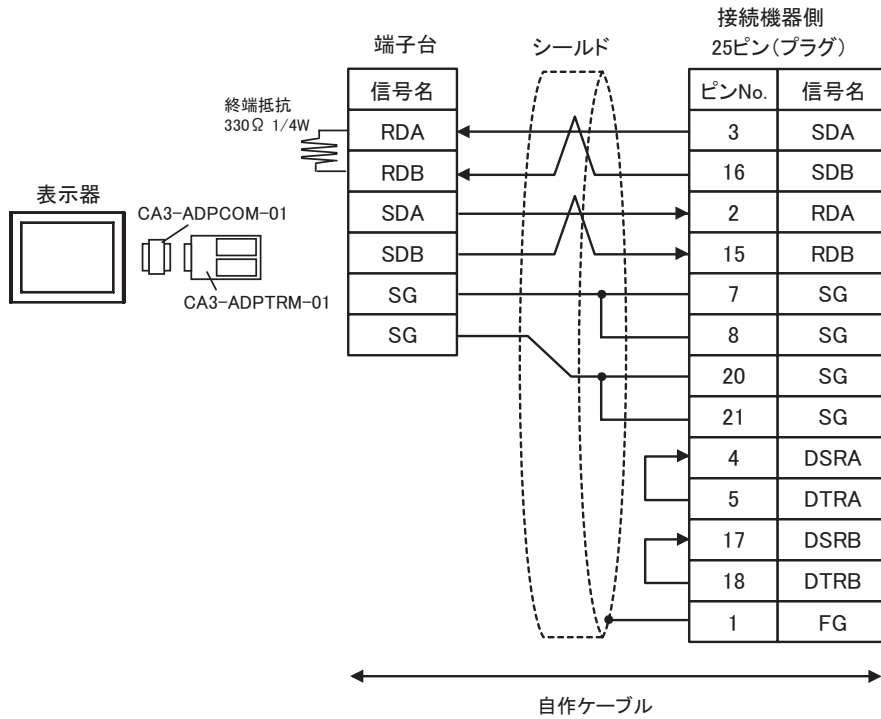 接続機器側
25ピン（プラグ）
端子台
シールド
信号名
ピンNo.
信号名
終端抵抗
330Ω 1/4W
RDA
3
SDA
RDB
16
SDB
表示器
SDA
2
RDA
CA3-ADPCOM-01
SDB
15
RDB
CA3-ADPTRM-01
SG
7
SG
SG
8
SG
20
SG
21
SG
4
DSRA
5
DTRA
17
DSRB
18
DTRB
1
FG
自作ケーブル